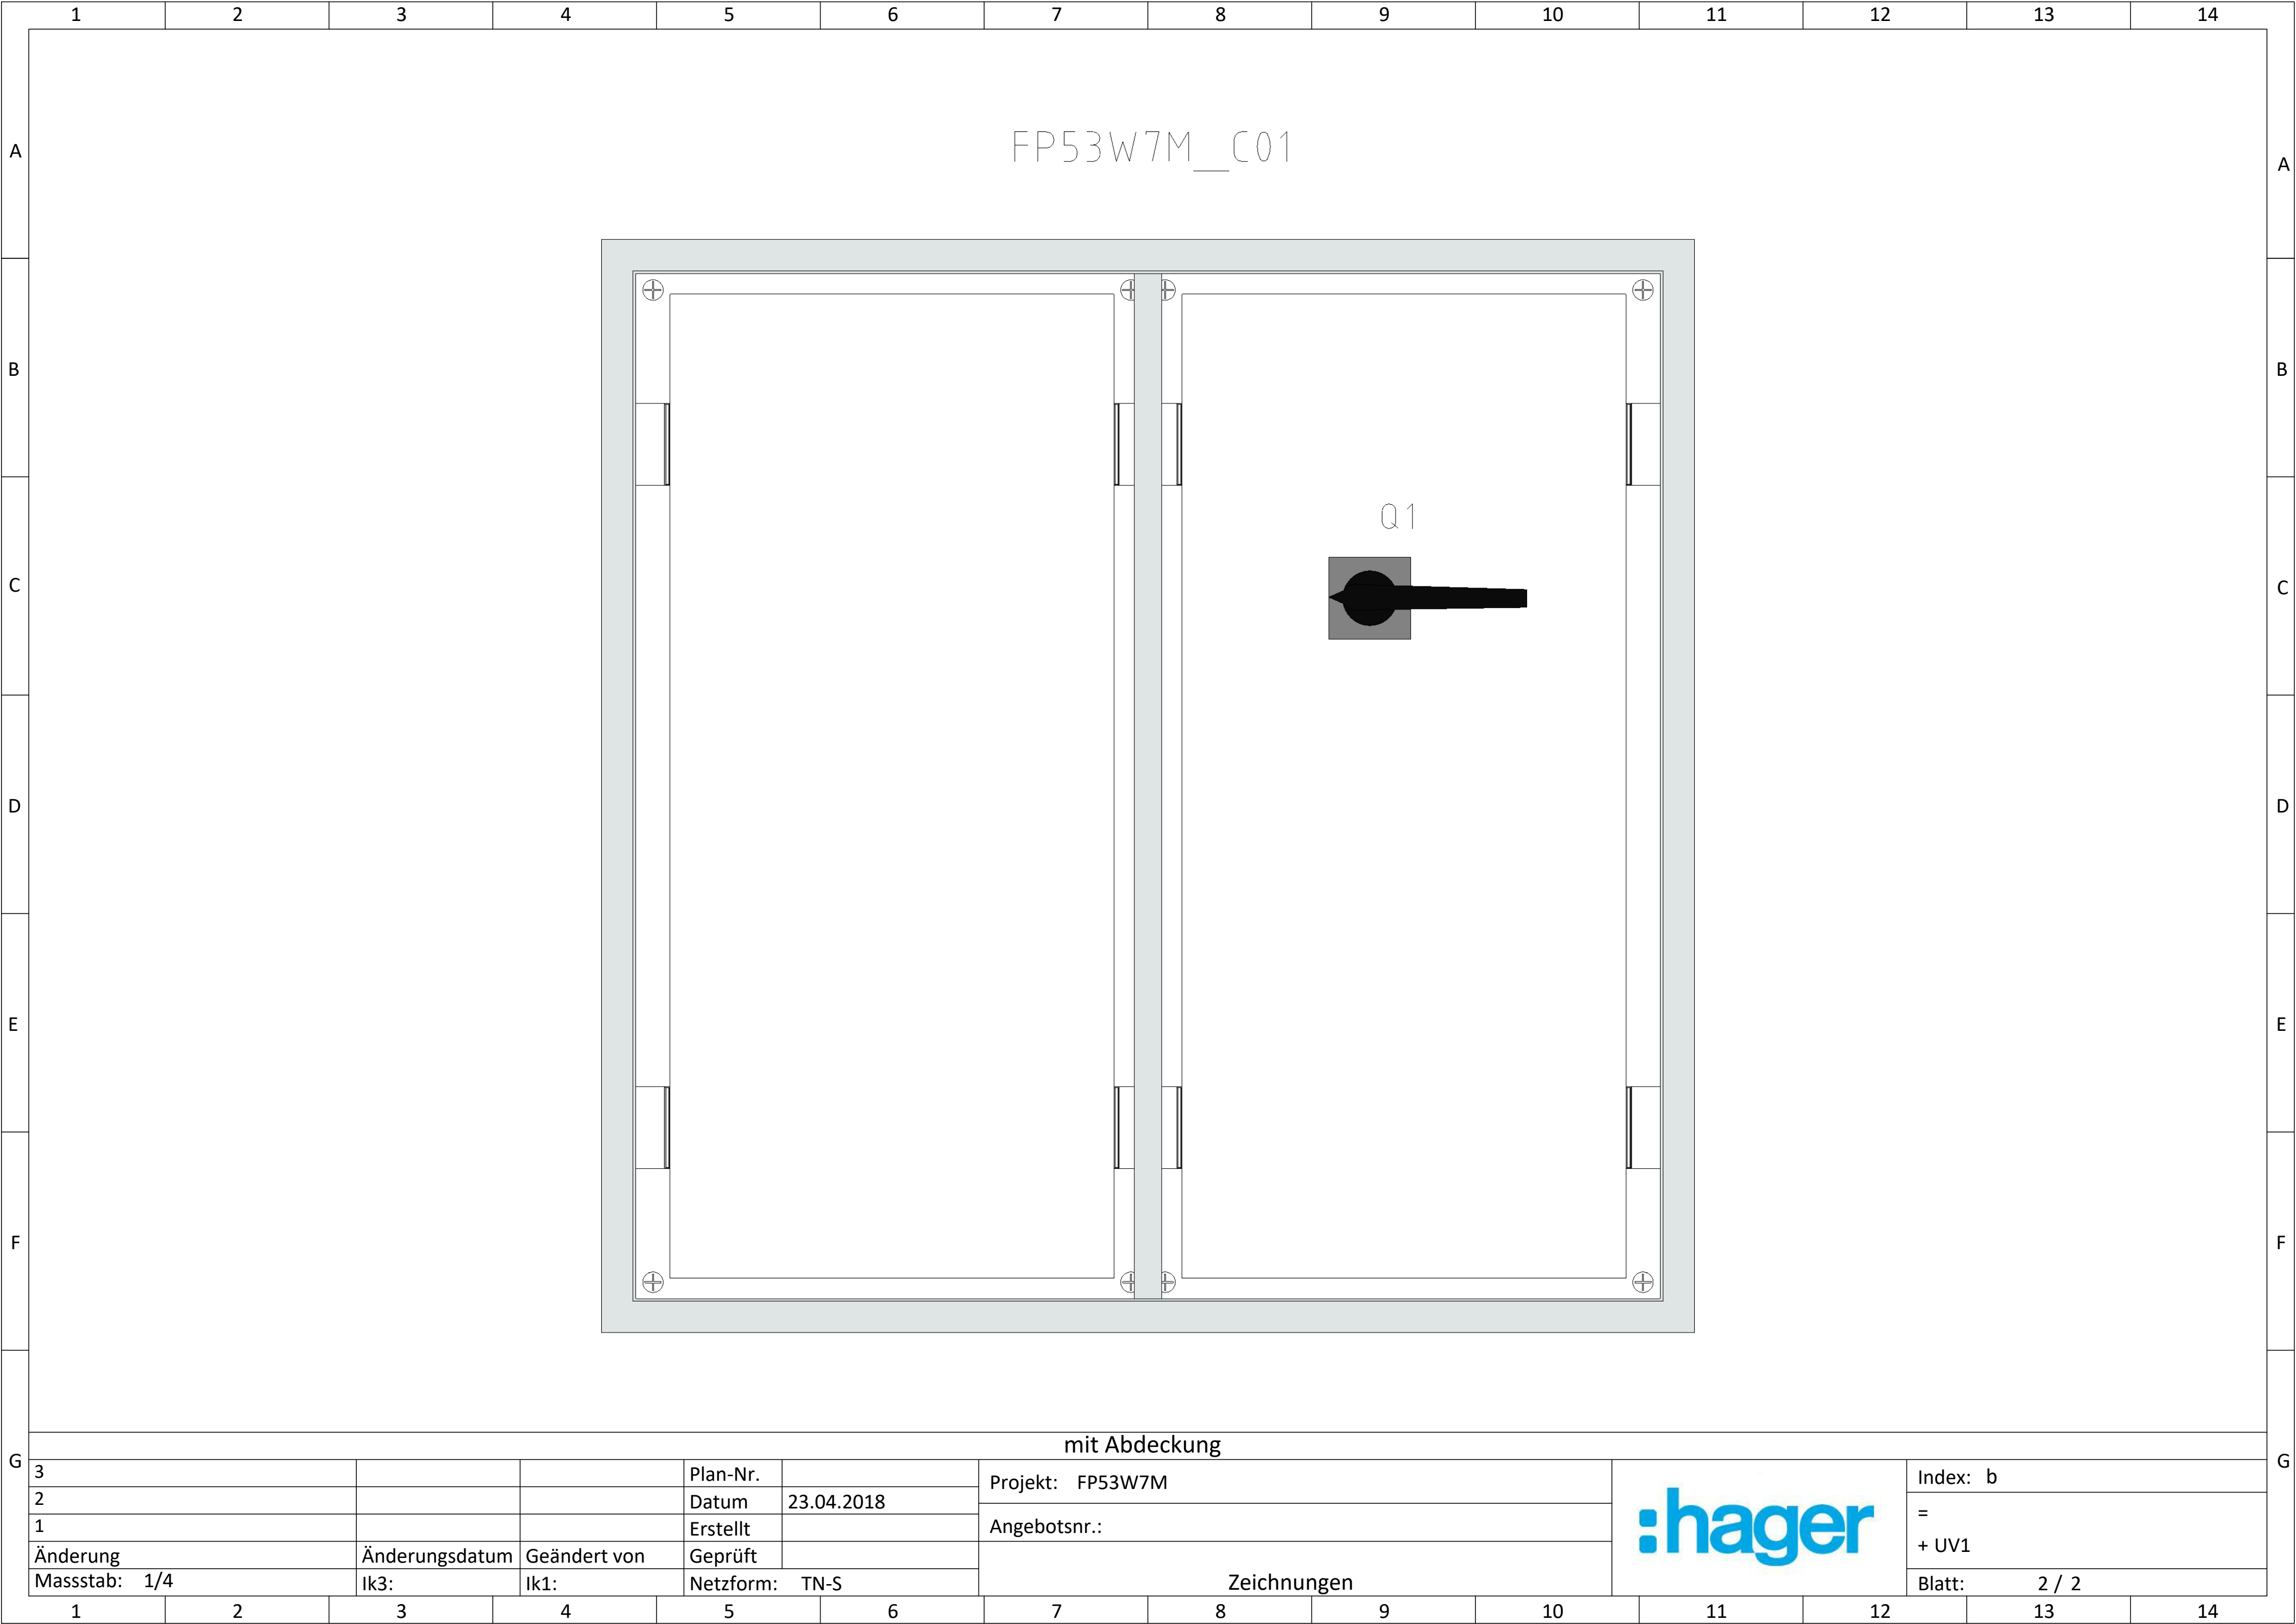 1 2 3 4 5 6 7 8 9 10 11 12 13 14
FP53W7M_C01
A A
B B
Q1
C C
D D
E E
F F
mit Abdeckung
G G
3 Plan-Nr. Projekt: FP53W7M Index: b
2 Datum 23.04.2018
1 Erstellt Angebotsnr.: =
:hager
Änderung Änderungsdatum Geändert von Geprüft + UV1
Massstab: 1/4 Ik3: Ik1: Netzform: TN-S Zeichnungen Blatt: 2 / 2
1 2 3 4 5 6 7 8 9 10 11 12 13 14